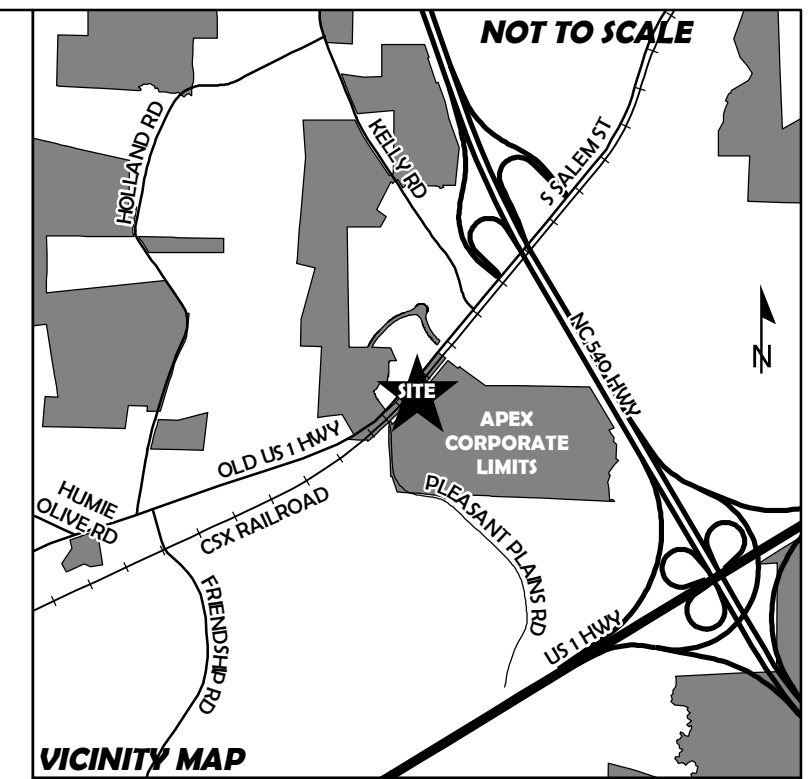 NOT TO SCALE
HOLLAND RD
KELLY RD
S SALEM ST
NC 540 HWY
N
SITE
APEX
CORPORATE
LIMITS
OLD US 1 HWY
HUMIE
OLIVE RD
CSX RAILROAD
PLEASANT PLAINS RD
FRIENDSHIP RD
US 1 HWY
VICINITY MAP